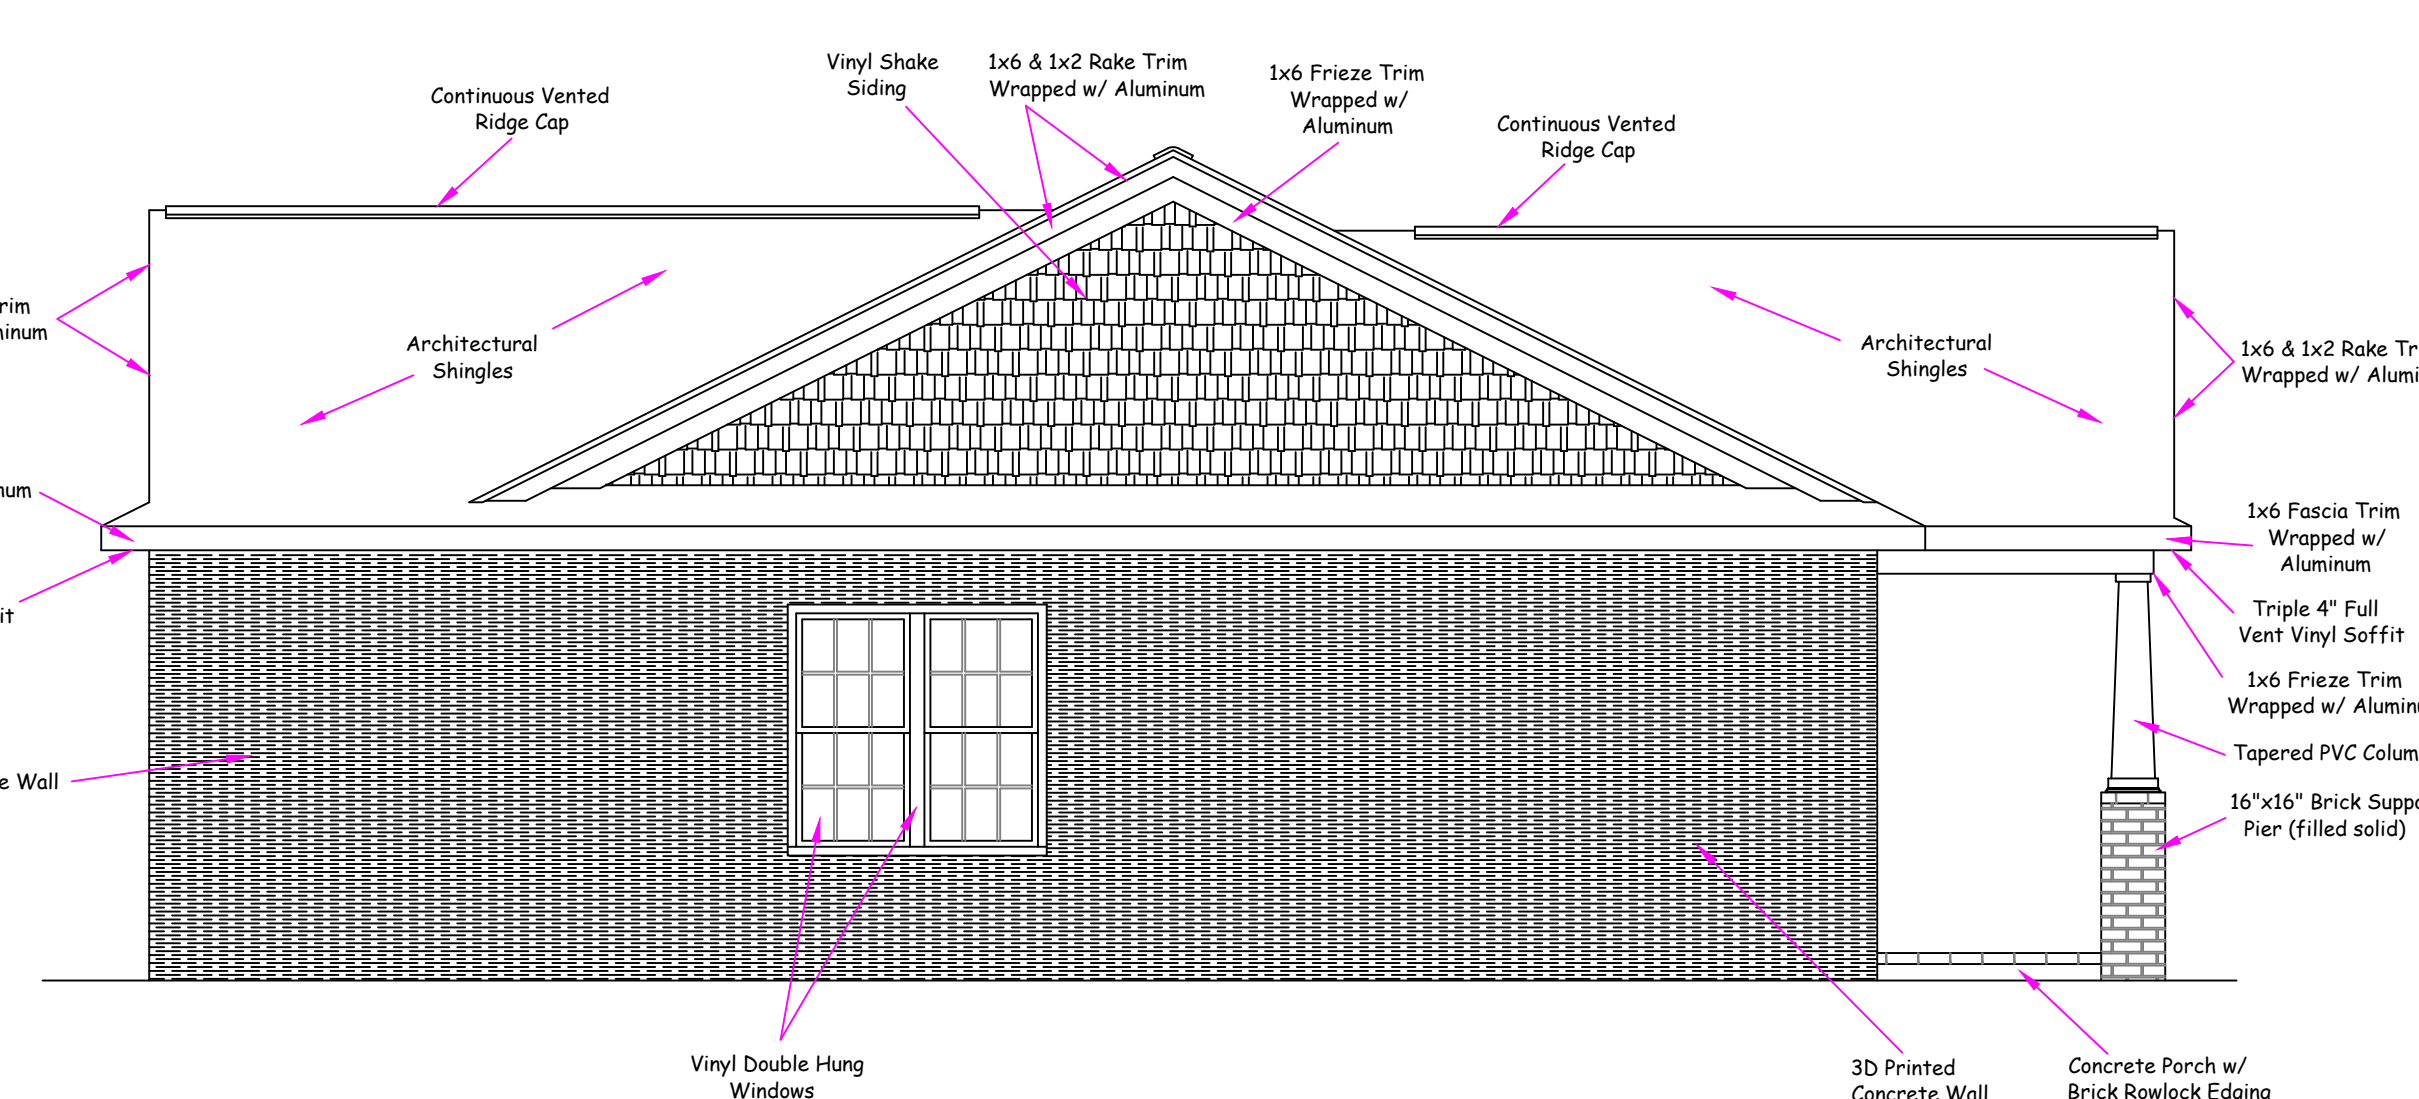 Vinyl Shake
Siding
1x6 & 1x2 Rake Trim
Wrapped w/ Aluminum
1x6 Frieze Trim
Wrapped w/
Aluminum
Continuous Vented
Ridge Cap
Continuous Vented
Ridge Cap
rim
ninum
Architectural
Shingles
Architectural
Shingles
1x6 & 1x2 Rake Tr
Wrapped w/ Alumi
num
1x6 Fascia Trim
Wrapped w/
Aluminum
it
Triple 4" Full
Vent Vinyl Soffit
1x6 Frieze Trim
Wrapped w/ Alumin
Tapered PVC Colum
e Wall
16"x16" Brick Suppo
Pier (filled solid)
Vinyl Double Hung
Windows
3D Printed
Concrete Wall
Concrete Porch w/
Brick Rowlock Edging